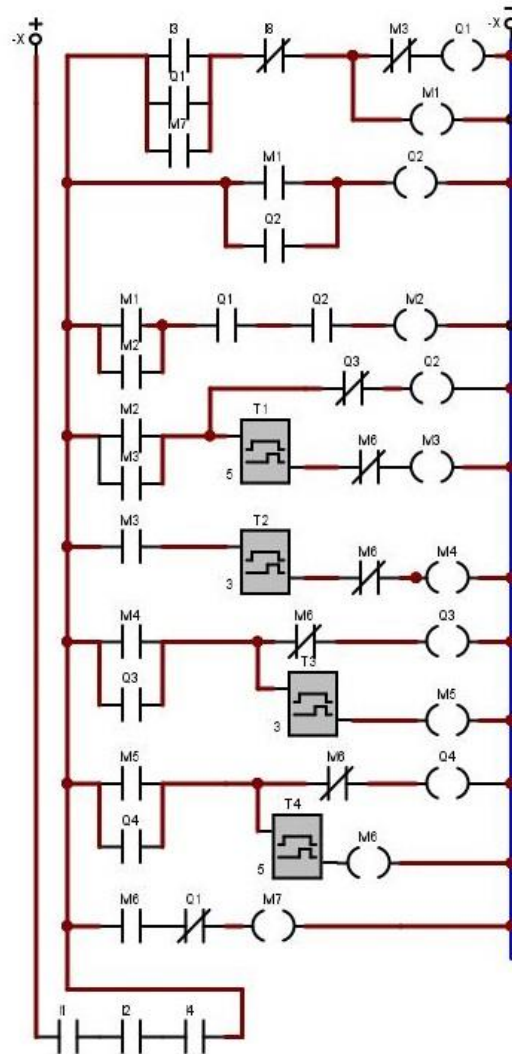 + -
-X -X
I3 I8 M3 Q1
Q1 M1
M7
M1 Q2
Q2
M1 Q1 Q2 M2
M2
Q3 Q2
M2 T1
M3 5 M6 M3
M3 T2
3 M6 M4
M4 M6 Q3
Q3 T3
3 M5
M5 M6 Q4
Q4 T4
5 M6
M6 Q1 M7
I1 I2 I4